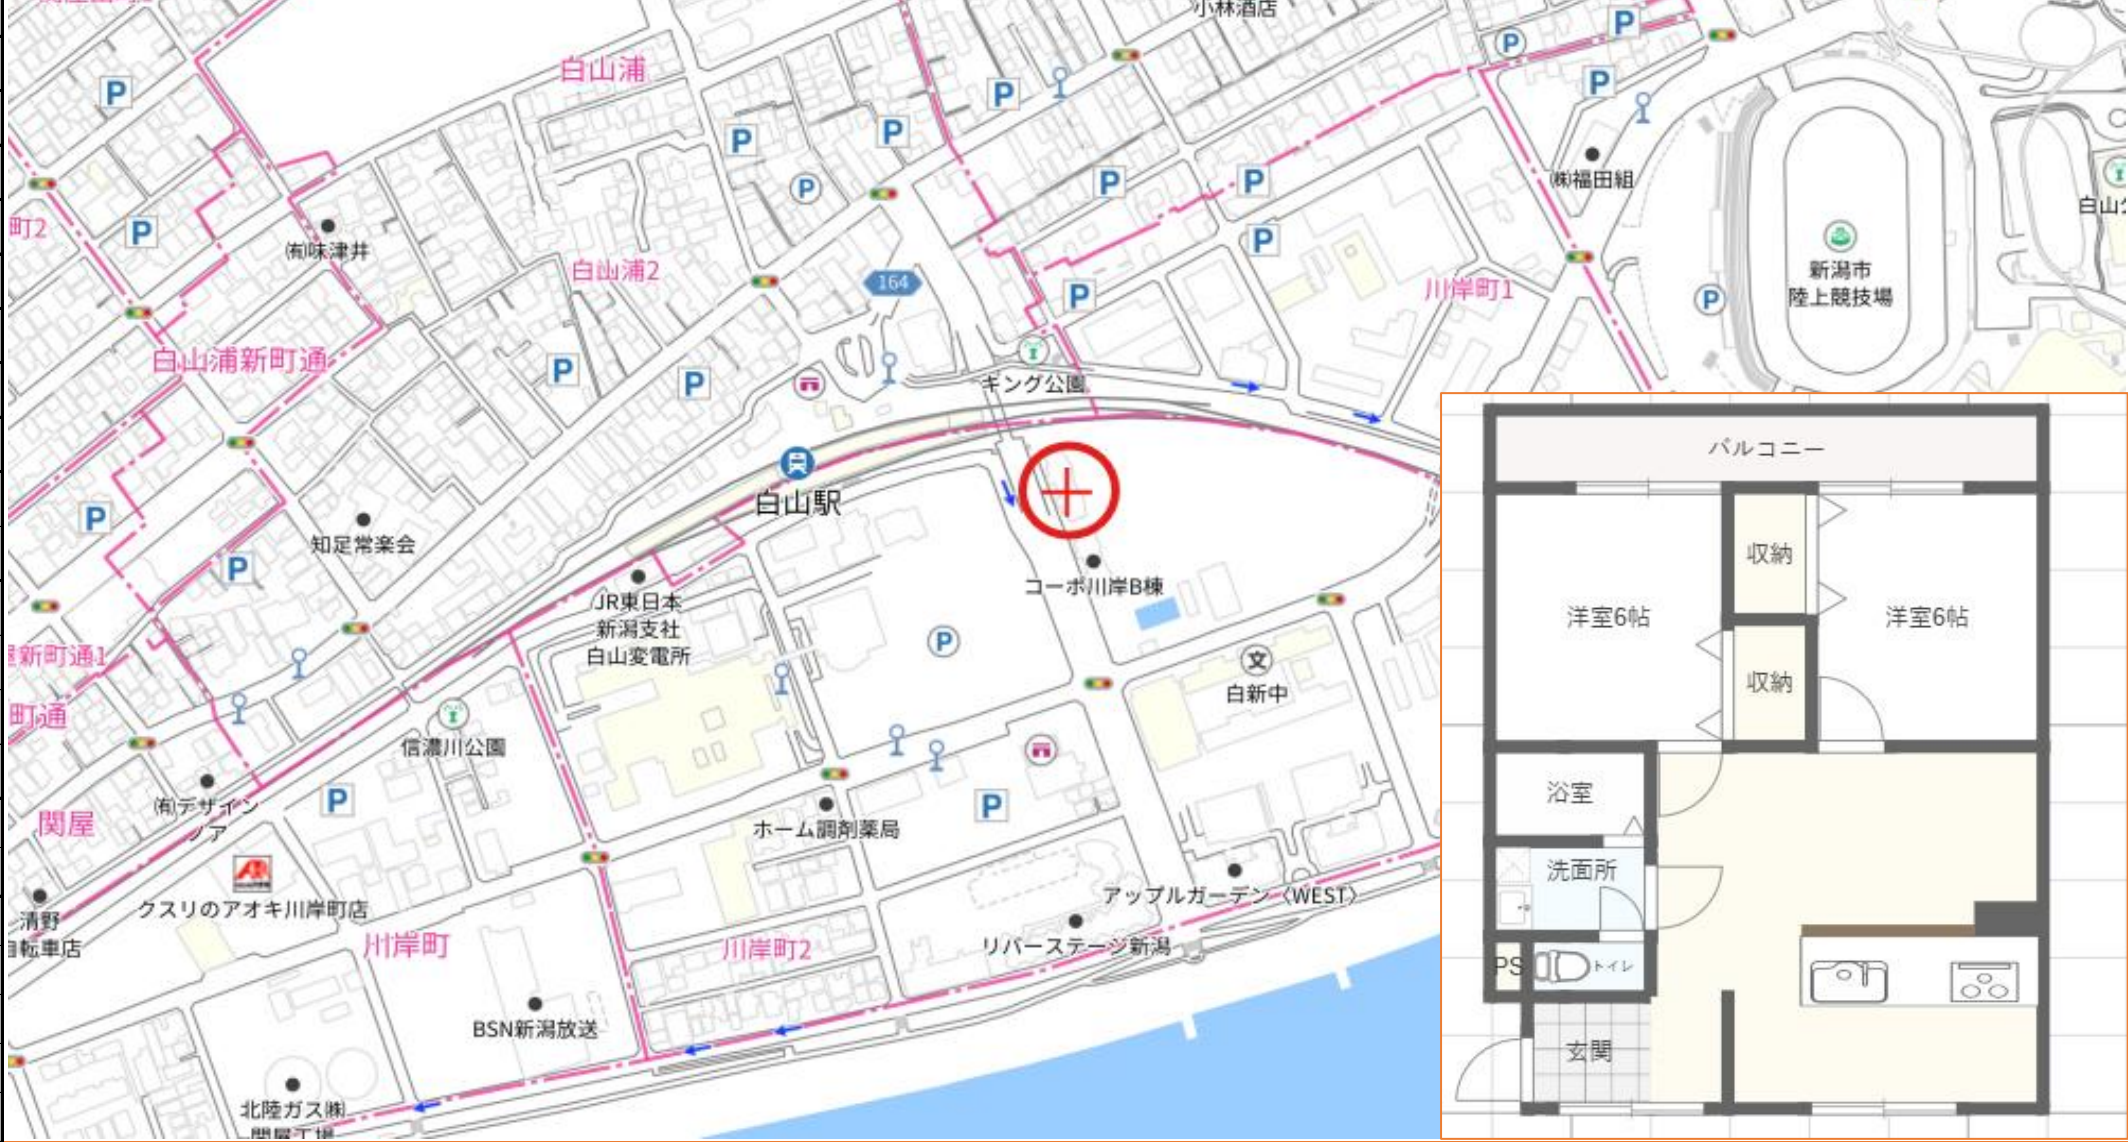 小林酒店
白山浦
P
P
P
P
P
P
P
P
㈱福田組
町2
P
㈲味津井
P
P
白山浦2
164
P
P
川岸町1
P
新潟市
陸上競技場
白山浦新町通
P
P
キング公園
白山駅
P
知足常楽会
P
JR東日本
新潟支社
白山変電所
コーポ川岸B棟
P
文
白新中
新町通1
町通
信濃川公園
㈲デザイン
ノア
関屋
P
P
ホーム調剤薬局
クスリのアオキ川岸町店
清野
自転車店
アップルガーデン〈WEST〉
リバーステージ新潟
川岸町
川岸町2
BSN新潟放送
北陸ガス㈱
関屋工場
バルコニー
収納
洋室6帖
洋室6帖
収納
浴室
洗面所
PS
トイレ
玄関